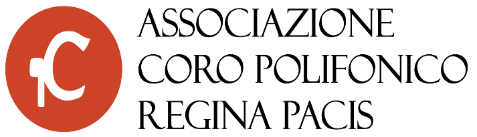 ASSOCIAZIONE
CORO POLIFONICO
REGINA PACIS